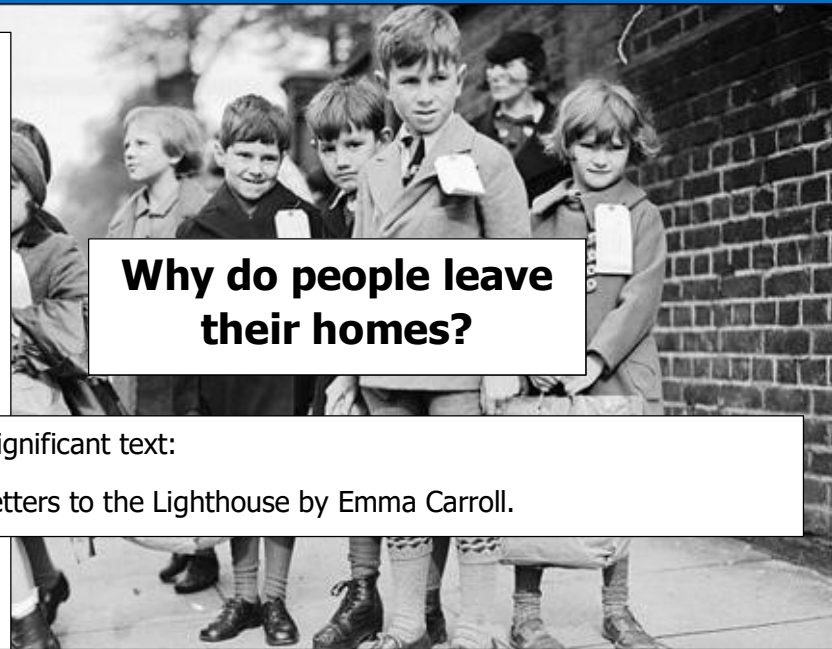 Why do people leave
their homes?
ignificant text:
etters to the Lighthouse by Emma Carroll.